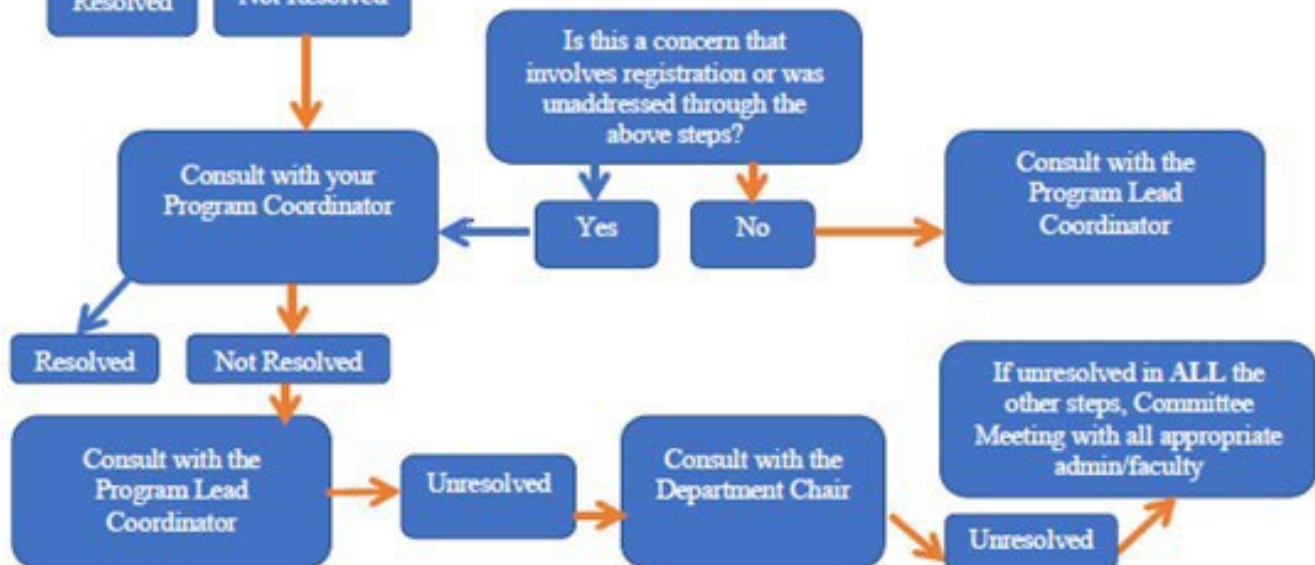 Resolved
Not Resolved
Is this a concern that
involves registration or was
unaddressed through the
above steps?
Consult with your
Program Coordinator
Yes
No
Consult with the
Program Lead
Coordinator
Resolved
Not Resolved
If unresolved in ALL the
other steps, Committee
Meeting with all appropriate
admin/faculty
Consult with the
Program Lead
Coordinator
Unresolved
Consult with the
Department Chair
Unresolved